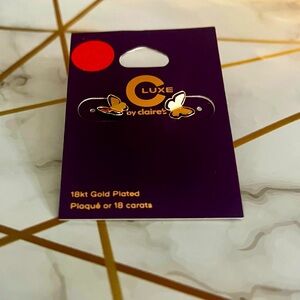 C LUXE
by claire's
18kt Gold Plated
Plaqué or 18 carats